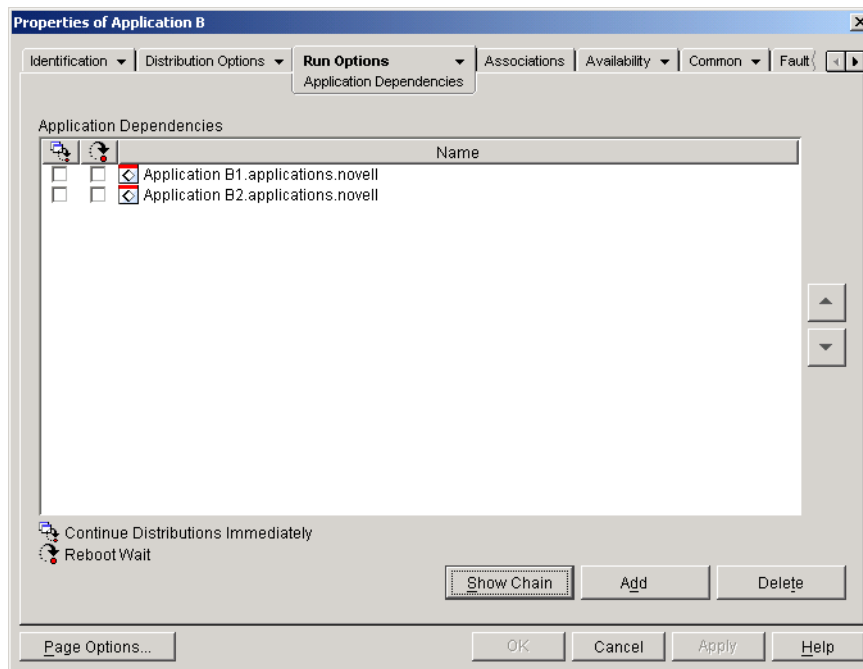 Properties of Application B
Identification Distribution Options Run Options Associations Availability Common Fault
Application Dependencies
Application Dependencies
Name
Application B1.applications.novell
Application B2.applications.novell
Continue Distributions Immediately
Reboot Wait
Show Chain Add Delete
Page Options... OK Cancel Apply Help